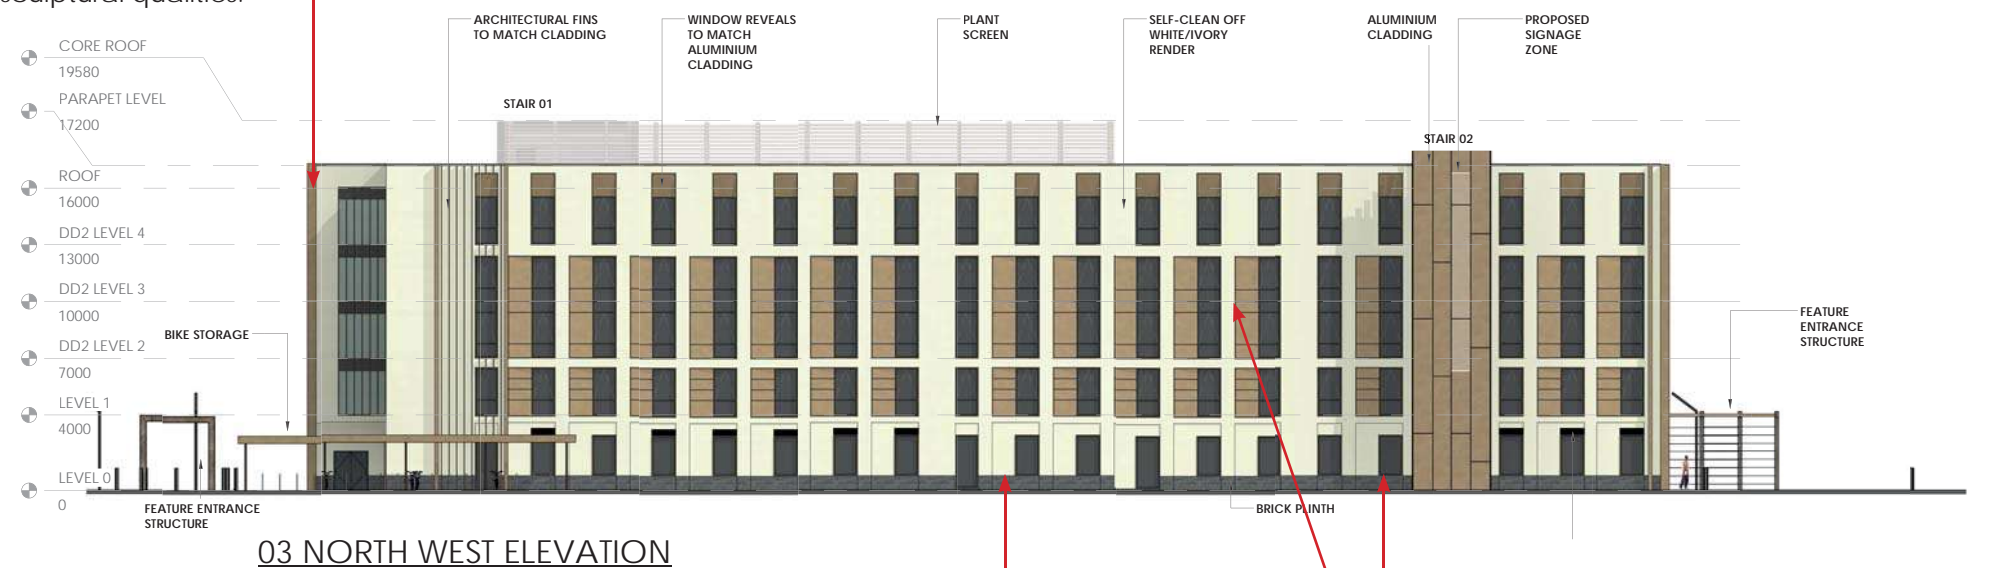 sculptural qualities.
ARCHITECTURAL FINS
TO MATCH CLADDING
WINDOW REVEALS
TO MATCH
ALUMINIUM
CLADDING
PLANT
SCREEN
SELF-CLEAN OFF
WHITE/IVORY
RENDER
ALUMINIUM
CLADDING
PROPOSED
SIGNAGE
ZONE
CORE ROOF
19580
PARAPET LEVEL
17200
STAIR 01
STAIR 02
ROOF
16000
DD2 LEVEL 4
13000
DD2 LEVEL 3
10000
BIKE STORAGE
DD2 LEVEL 2
7000
FEATURE
ENTRANCE
STRUCTURE
LEVEL 1
4000
LEVEL 0
0
FEATURE ENTRANCE
STRUCTURE
BRICK PLINTH
03 NORTH WEST ELEVATION